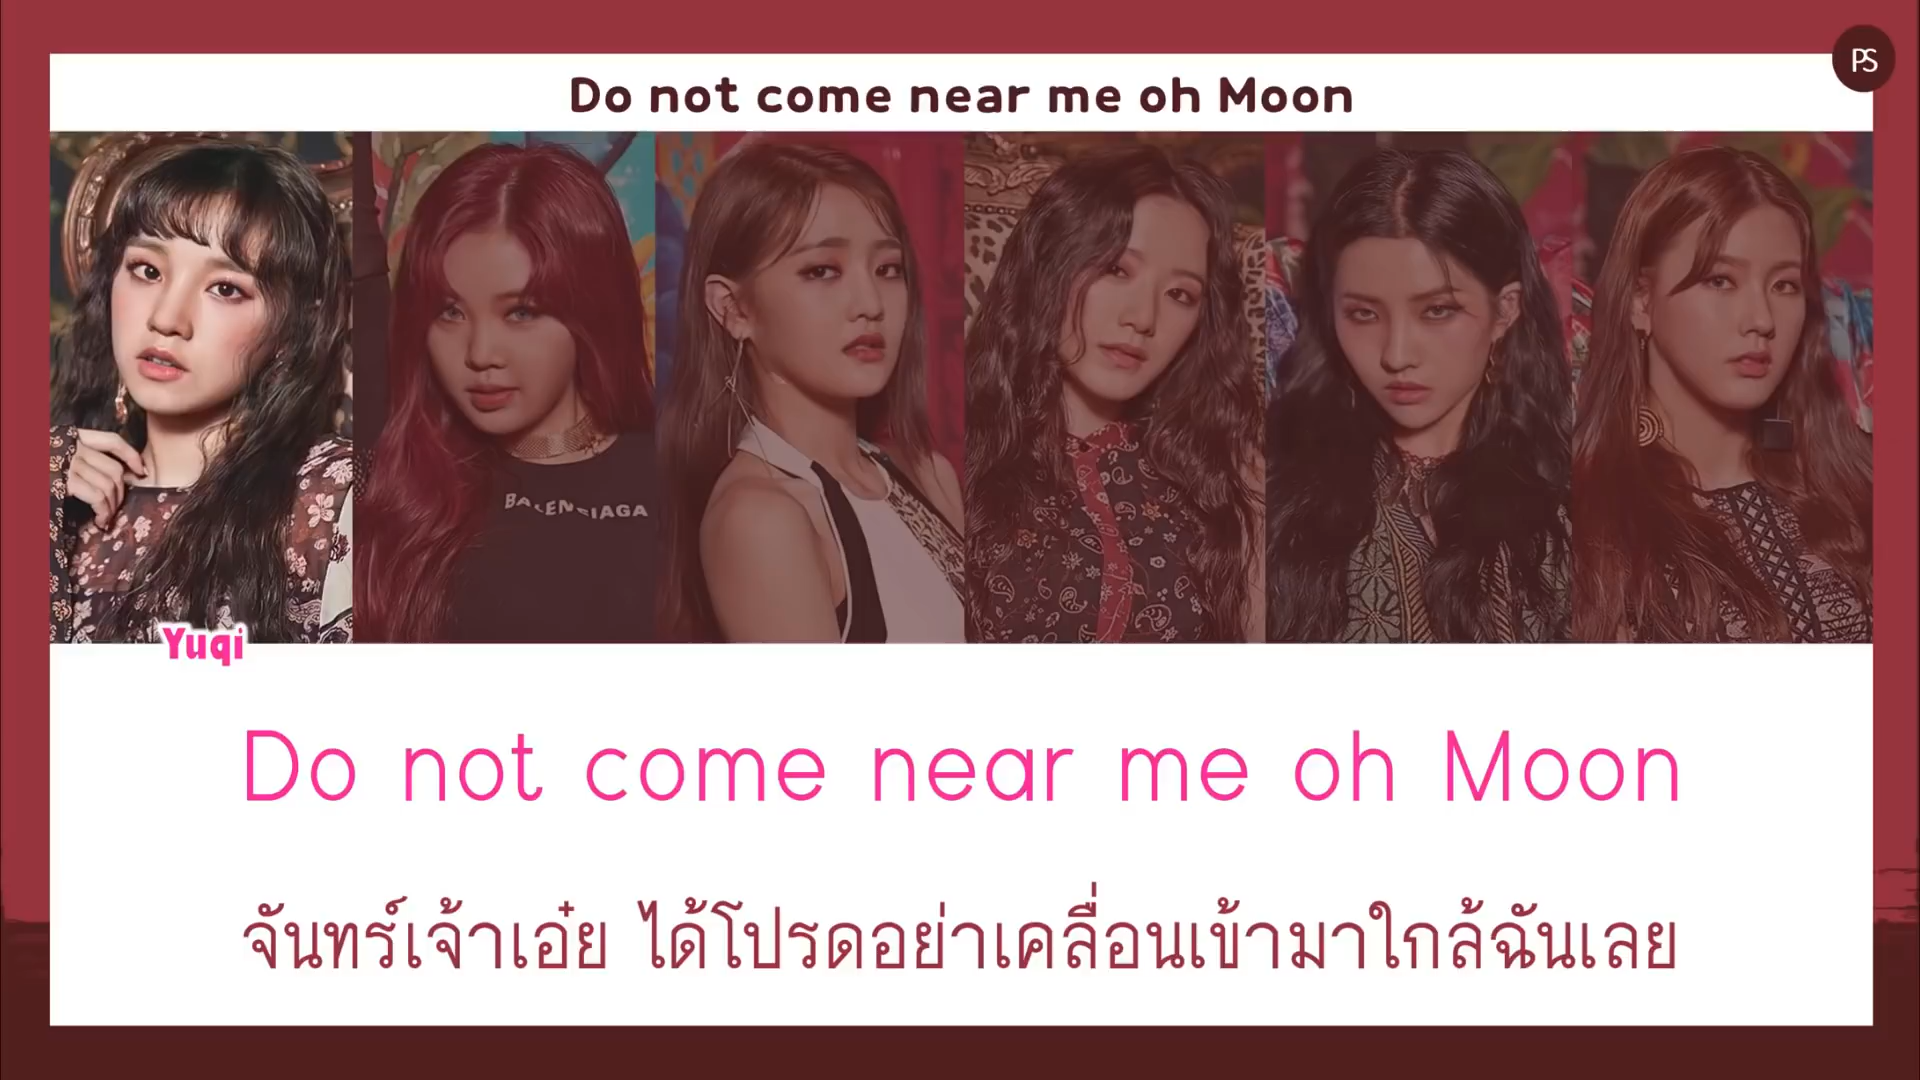 PS
Do not come near me oh Moon
BALENCIAGA
Yuqi
Do not come near me oh Moon
จันทร์เจ้าเอ๋ย ได้โปรดอย่าเคลื่อนเข้ามาใกล้ฉันเลย